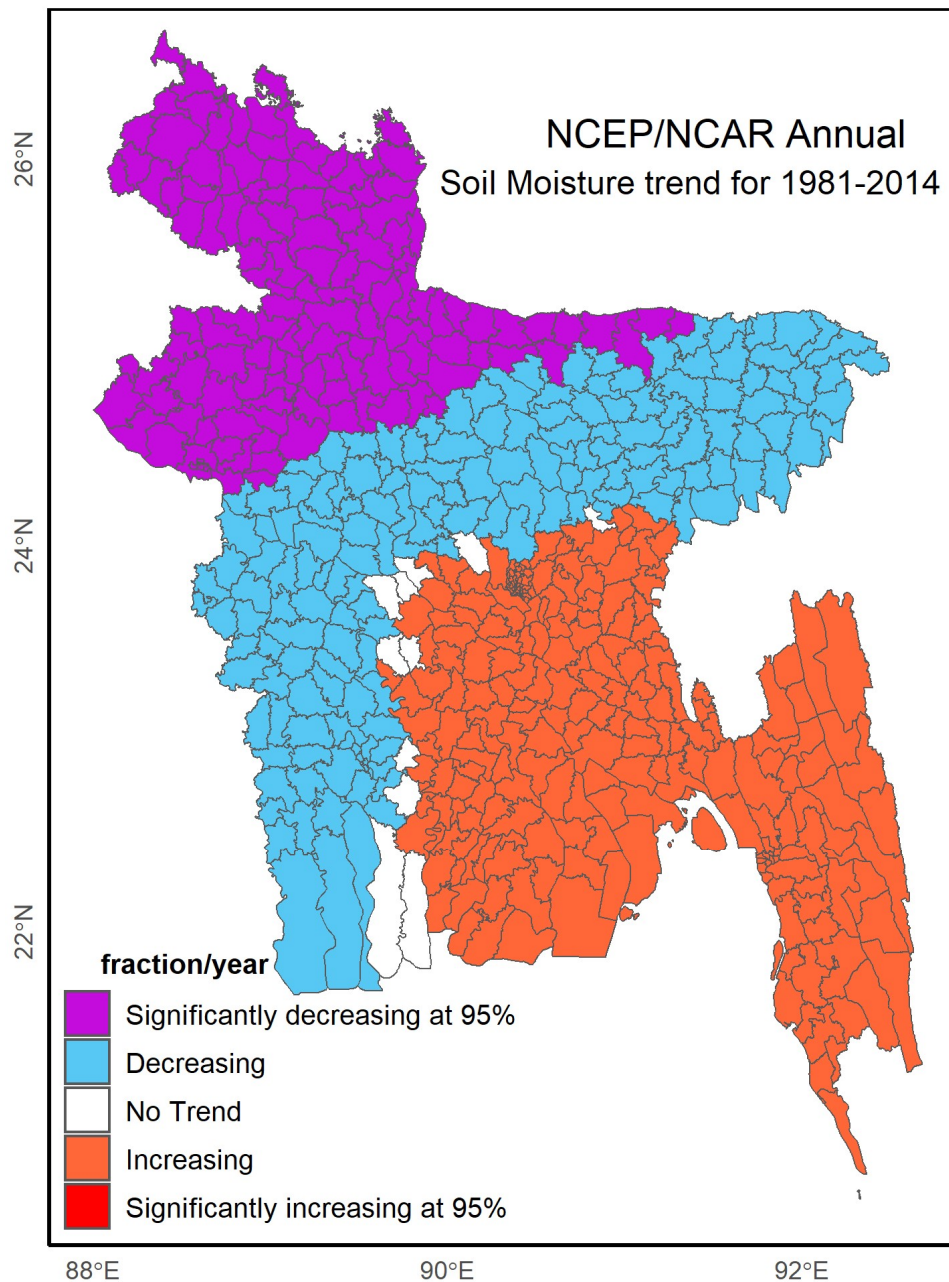 NCEP/NCAR Annual
Soil Moisture trend for 1981-2014
26°N
24°N
22°N
fraction/year
Significantly decreasing at 95%
Decreasing
No Trend
Increasing
Significantly increasing at 95%
88°E
90°E
92°E